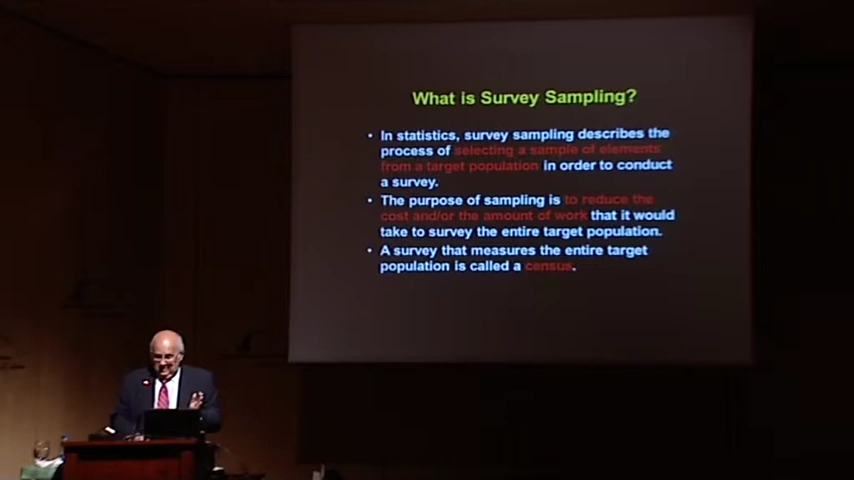 What is Survey Sampling?
• In statistics, survey sampling describes the
process of selecting a sample of elements
from a target population in order to conduct
a survey.
• The purpose of sampling is to reduce the
cost and/or the amount of work that it would
take to survey the entire target population.
• A survey that measures the entire target
population is called a census.